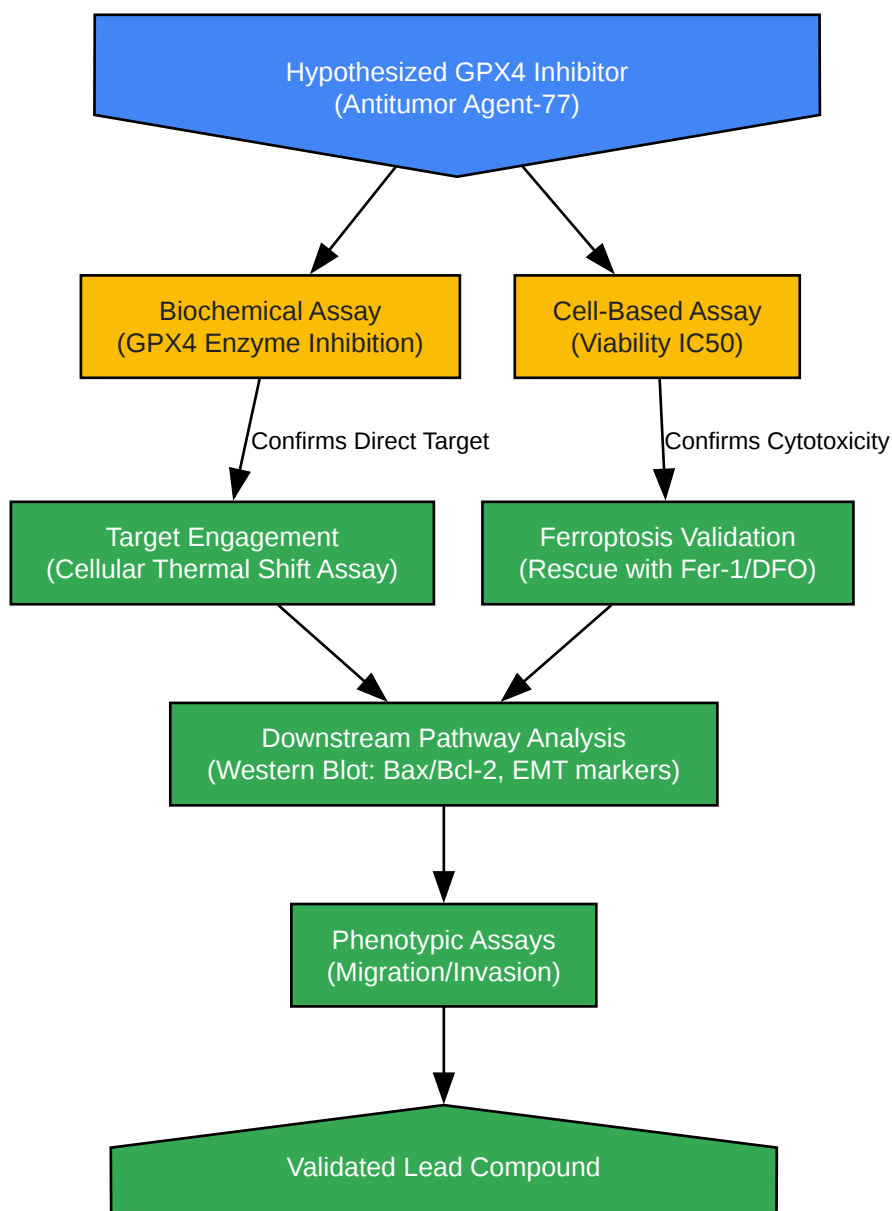 Hypothesized GPX4 Inhibitor
(Antitumor Agent-77)
Biochemical Assay
(GPX4 Enzyme Inhibition)
Cell-Based Assay
(Viability IC50)
Confirms Direct Target
Confirms Cytotoxicity
Target Engagement
(Cellular Thermal Shift Assay)
Ferroptosis Validation
(Rescue with Fer-1/DFO)
Downstream Pathway Analysis
(Western Blot: Bax/Bcl-2, EMT markers)
Phenotypic Assays
(Migration/Invasion)
Validated Lead Compound